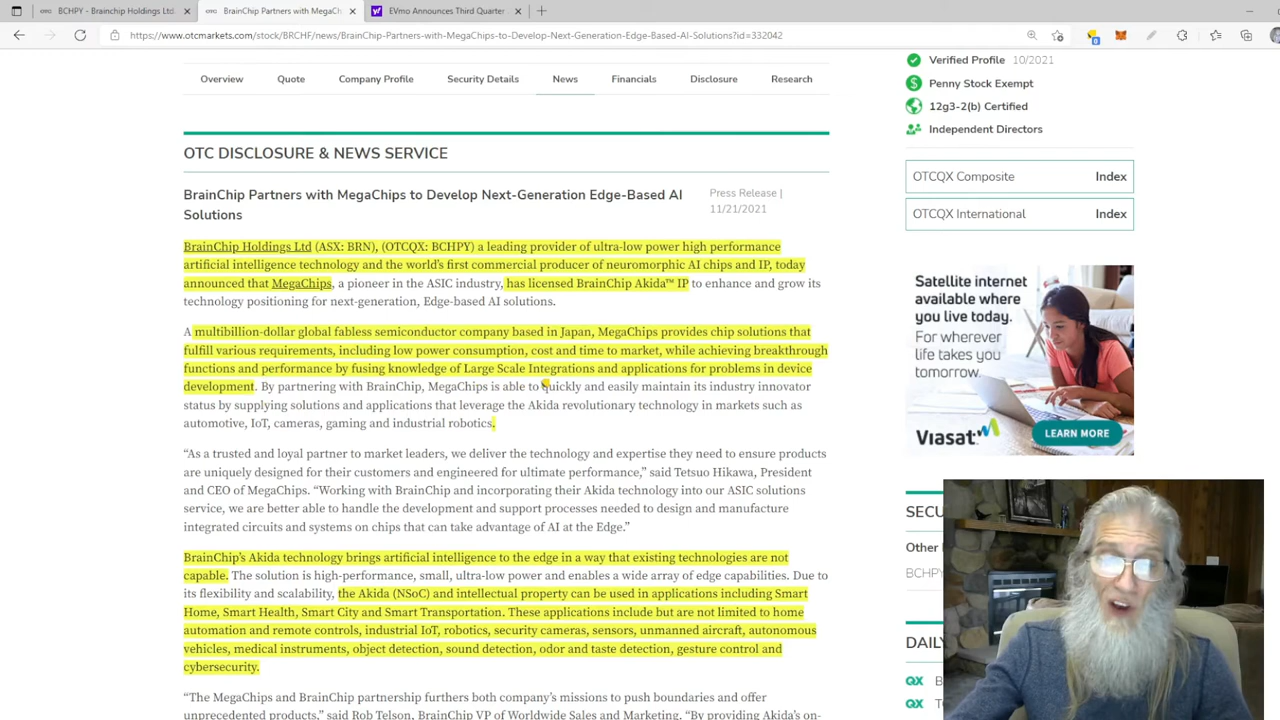 BCHPY - Brainchip Holdings Ltd.
BrainChip Partners with MegaCh
EVmo Announces Third Quarter
https://www.otcmarkets.com/stock/BRCHF/news/BrainChip-Partners-with-MegaChips-to-Develop-Next-Generation-Edge-Based-AI-Solutions?id=332042
Overview Quote Company Profile Security Details News Financials Disclosure Research
OTC DISCLOSURE & NEWS SERVICE
BrainChip Partners with MegaChips to Develop Next-Generation Edge-Based AI
Solutions
Press Release |
11/21/2021
BrainChip Holdings Ltd (ASX: BRN), (OTCQX: BCHPY) a leading provider of ultra-low power high performance
artificial intelligence technology and the world's first commercial producer of neuromorphic AI chips and IP, today
announced that MegaChips, a pioneer in the ASIC industry, has licensed BrainChip Akida™ IP to enhance and grow its
technology positioning for next-generation, Edge-based AI solutions.
A multibillion-dollar global fabless semiconductor company based in Japan, MegaChips provides chip solutions that
fulfill various requirements, including low power consumption, cost and time to market, while achieving breakthrough
functions and performance by fusing knowledge of Large Scale Integrations and applications for problems in device
development. By partnering with BrainChip, MegaChips is able to quickly and easily maintain its industry innovator
status by supplying solutions and applications that leverage the Akida revolutionary technology in markets such as
automotive, IoT, cameras, gaming and industrial robotics.
“As a trusted and loyal partner to market leaders, we deliver the technology and expertise they need to ensure products
are uniquely designed for their customers and engineered for ultimate performance,” said Tetsuo Hikawa, President
and CEO of MegaChips. “Working with BrainChip and incorporating their Akida technology into our ASIC solutions
service, we are better able to handle the development and support processes needed to design and manufacture
integrated circuits and systems on chips that can take advantage of AI at the Edge.”
BrainChip's Akida technology brings artificial intelligence to the edge in a way that existing technologies are not
capable. The solution is high-performance, small, ultra-low power and enables a wide array of edge capabilities. Due to
its flexibility and scalability, the Akida (NSoC) and intellectual property can be used in applications including Smart
Home, Smart Health, Smart City and Smart Transportation. These applications include but are not limited to home
automation and remote controls, industrial IoT, robotics, security cameras, sensors, unmanned aircraft, autonomous
vehicles, medical instruments, object detection, sound detection, odor and taste detection, gesture control and
cybersecurity.
“The MegaChips and BrainChip partnership furthers both company's missions to push boundaries and offer
unprecedented products,” said Rob Telson, BrainChip VP of Worldwide Sales and Marketing. “By providing Akida's on-
Verified Profile 10/2021
Penny Stock Exempt
12g3-2(b) Certified
Independent Directors
OTCQX Composite Index
OTCQX International Index
Satellite internet
available where
you live today.
For wherever
life takes you
tomorrow.
Viasat
LEARN MORE
SECU
Other
BCHPY
DAILY
QX B
QX T